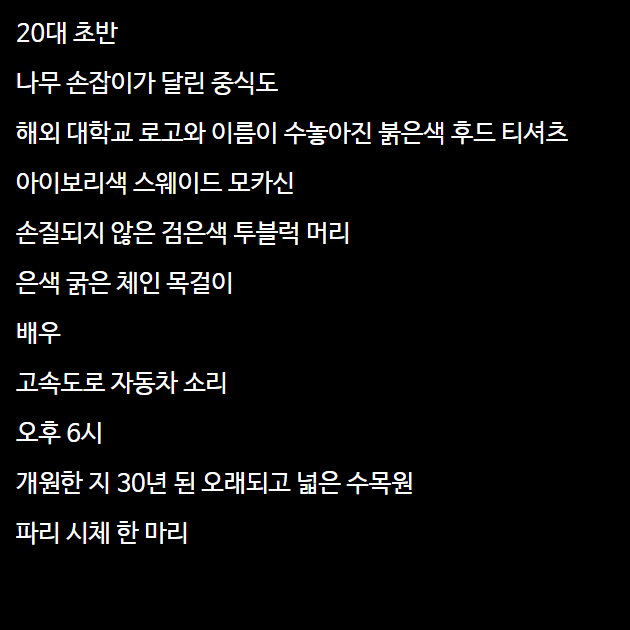 20대 초반
나무 손잡이가 달린 중식도
해외 대학교 로고와 이름이 수놓아진 붉은색 후드 티셔츠
아이보리색 스웨이드 모카신
손질되지 않은 검은색 투블럭 머리
은색 굵은 체인 목걸이
배우
고속도로 자동차 소리
오후 6시
개원한 지 30년 된 오래되고 넓은 수목원
파리 시체 한 마리